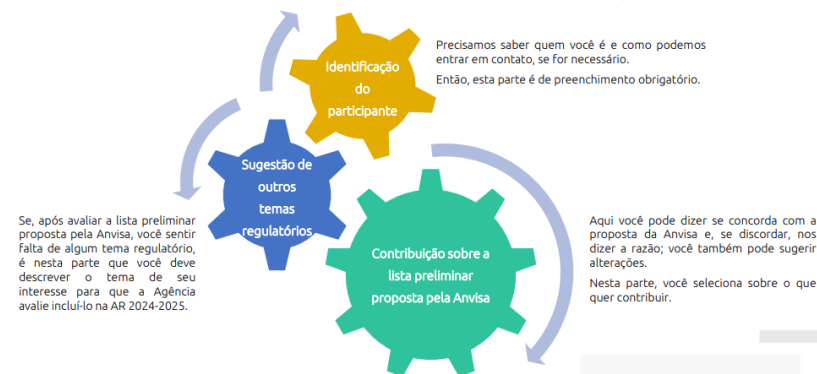 Identificação
do
participante
Precisamos saber quem você é e como podemos
entrar em contato, se for necessário.
Então, esta parte é de preenchimento obrigatório.
Sugestão de
outros
temas
regulatórios
Se, após avaliar a lista preliminar
proposta pela Anvisa, você sentir
falta de algum tema regulatório,
é nesta parte que você deve
descrever o tema de seu
interesse para que a Agência
avalie incluí-lo na AR 2024-2025.
Contribuição sobre a
lista preliminar
proposta pela Anvisa
Aqui você pode dizer se concorda com a
proposta da Anvisa e, se discordar, nos
dizer a razão; você também pode sugerir
alterações.
Nesta parte, você seleciona sobre o que
quer contribuir.